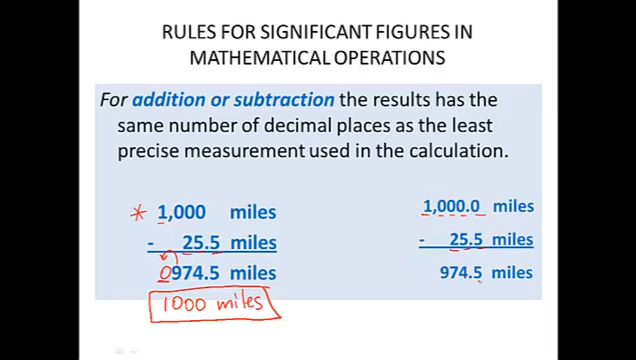 RULES FOR SIGNIFICANT FIGURES IN
MATHEMATICAL OPERATIONS
For addition or subtraction the results has the
same number of decimal places as the least
precise measurement used in the calculation.
* 1,000 miles
- 25.5 miles
0974.5 miles
1000 miles
1,000.0 miles
- 25.5 miles
974.5 miles